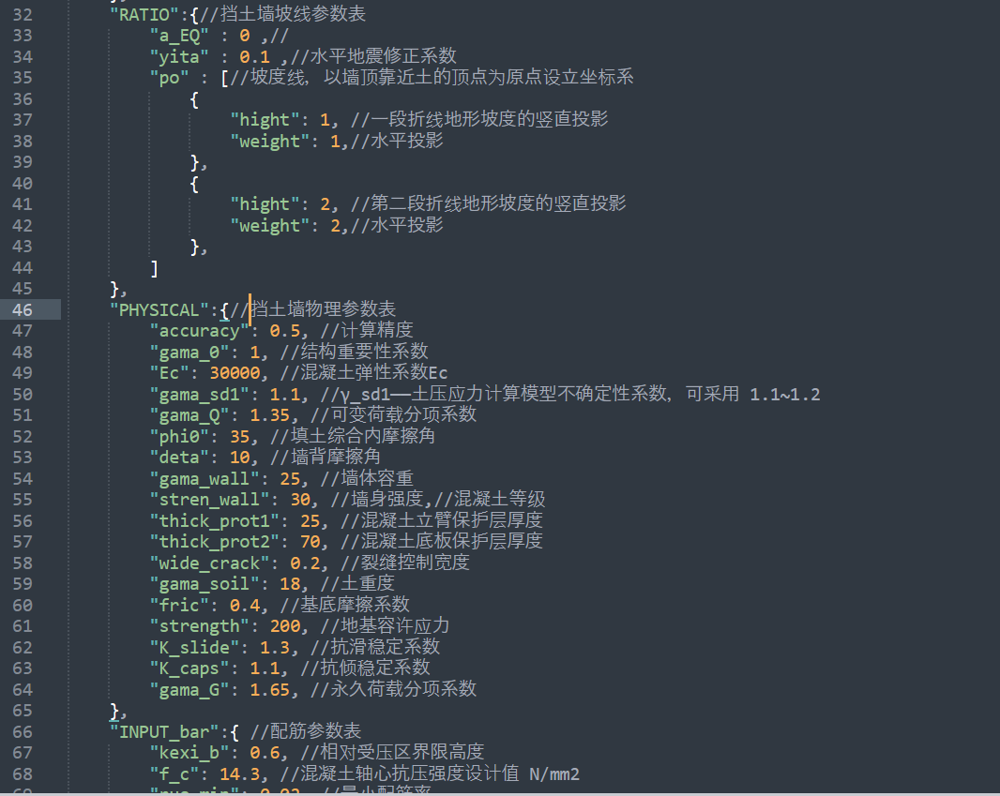 32 "RATIO":{//挡土墙坡线参数表
33 "a_EQ" : 0 ,//
34 "yita" : 0.1 ,//水平地震修正系数
35 "po" : [//坡度线，以墙顶靠近土的顶点为原点设立坐标系
36 {
37 "hight": 1, //一段折线地形坡度的竖直投影
38 "weight": 1,//水平投影
39 },
40 {
41 "hight": 2, //第二段折线地形坡度的竖直投影
42 "weight": 2,//水平投影
43 },
44 ]
45 },
46 "PHYSICAL":{//挡土墙物理参数表
47 "accuracy": 0.5, //计算精度
48 "gama_0": 1, //结构重要性系数
49 "Ec": 30000, //混凝土弹性系数Ec
50 "gama_sd1": 1.1, //γ_sd1——土压应力计算模型不确定性系数，可采用 1.1~1.2
51 "gama_Q": 1.35, //可变荷载分项系数
52 "phi0": 35, //填土综合内摩擦角
53 "deta": 10, //墙背摩擦角
54 "gama_wall": 25, //墙体容重
55 "stren_wall": 30, //墙身强度,//混凝土等级
56 "thick_prot1": 25, //混凝土立臂保护层厚度
57 "thick_prot2": 70, //混凝土底板保护层厚度
58 "wide_crack": 0.2, //裂缝控制宽度
59 "gama_soil": 18, //土重度
60 "fric": 0.4, //基底摩擦系数
61 "strength": 200, //地基容许应力
62 "K_slide": 1.3, //抗滑稳定系数
63 "K_caps": 1.1, //抗倾稳定系数
64 "gama_G": 1.65, //永久荷载分项系数
65 },
66 "INPUT_bar":{ //配筋参数表
67 "kexi_b": 0.6, //相对受压区界限高度
68 "f_c": 14.3, //混凝土轴心抗压强度设计值 N/mm2